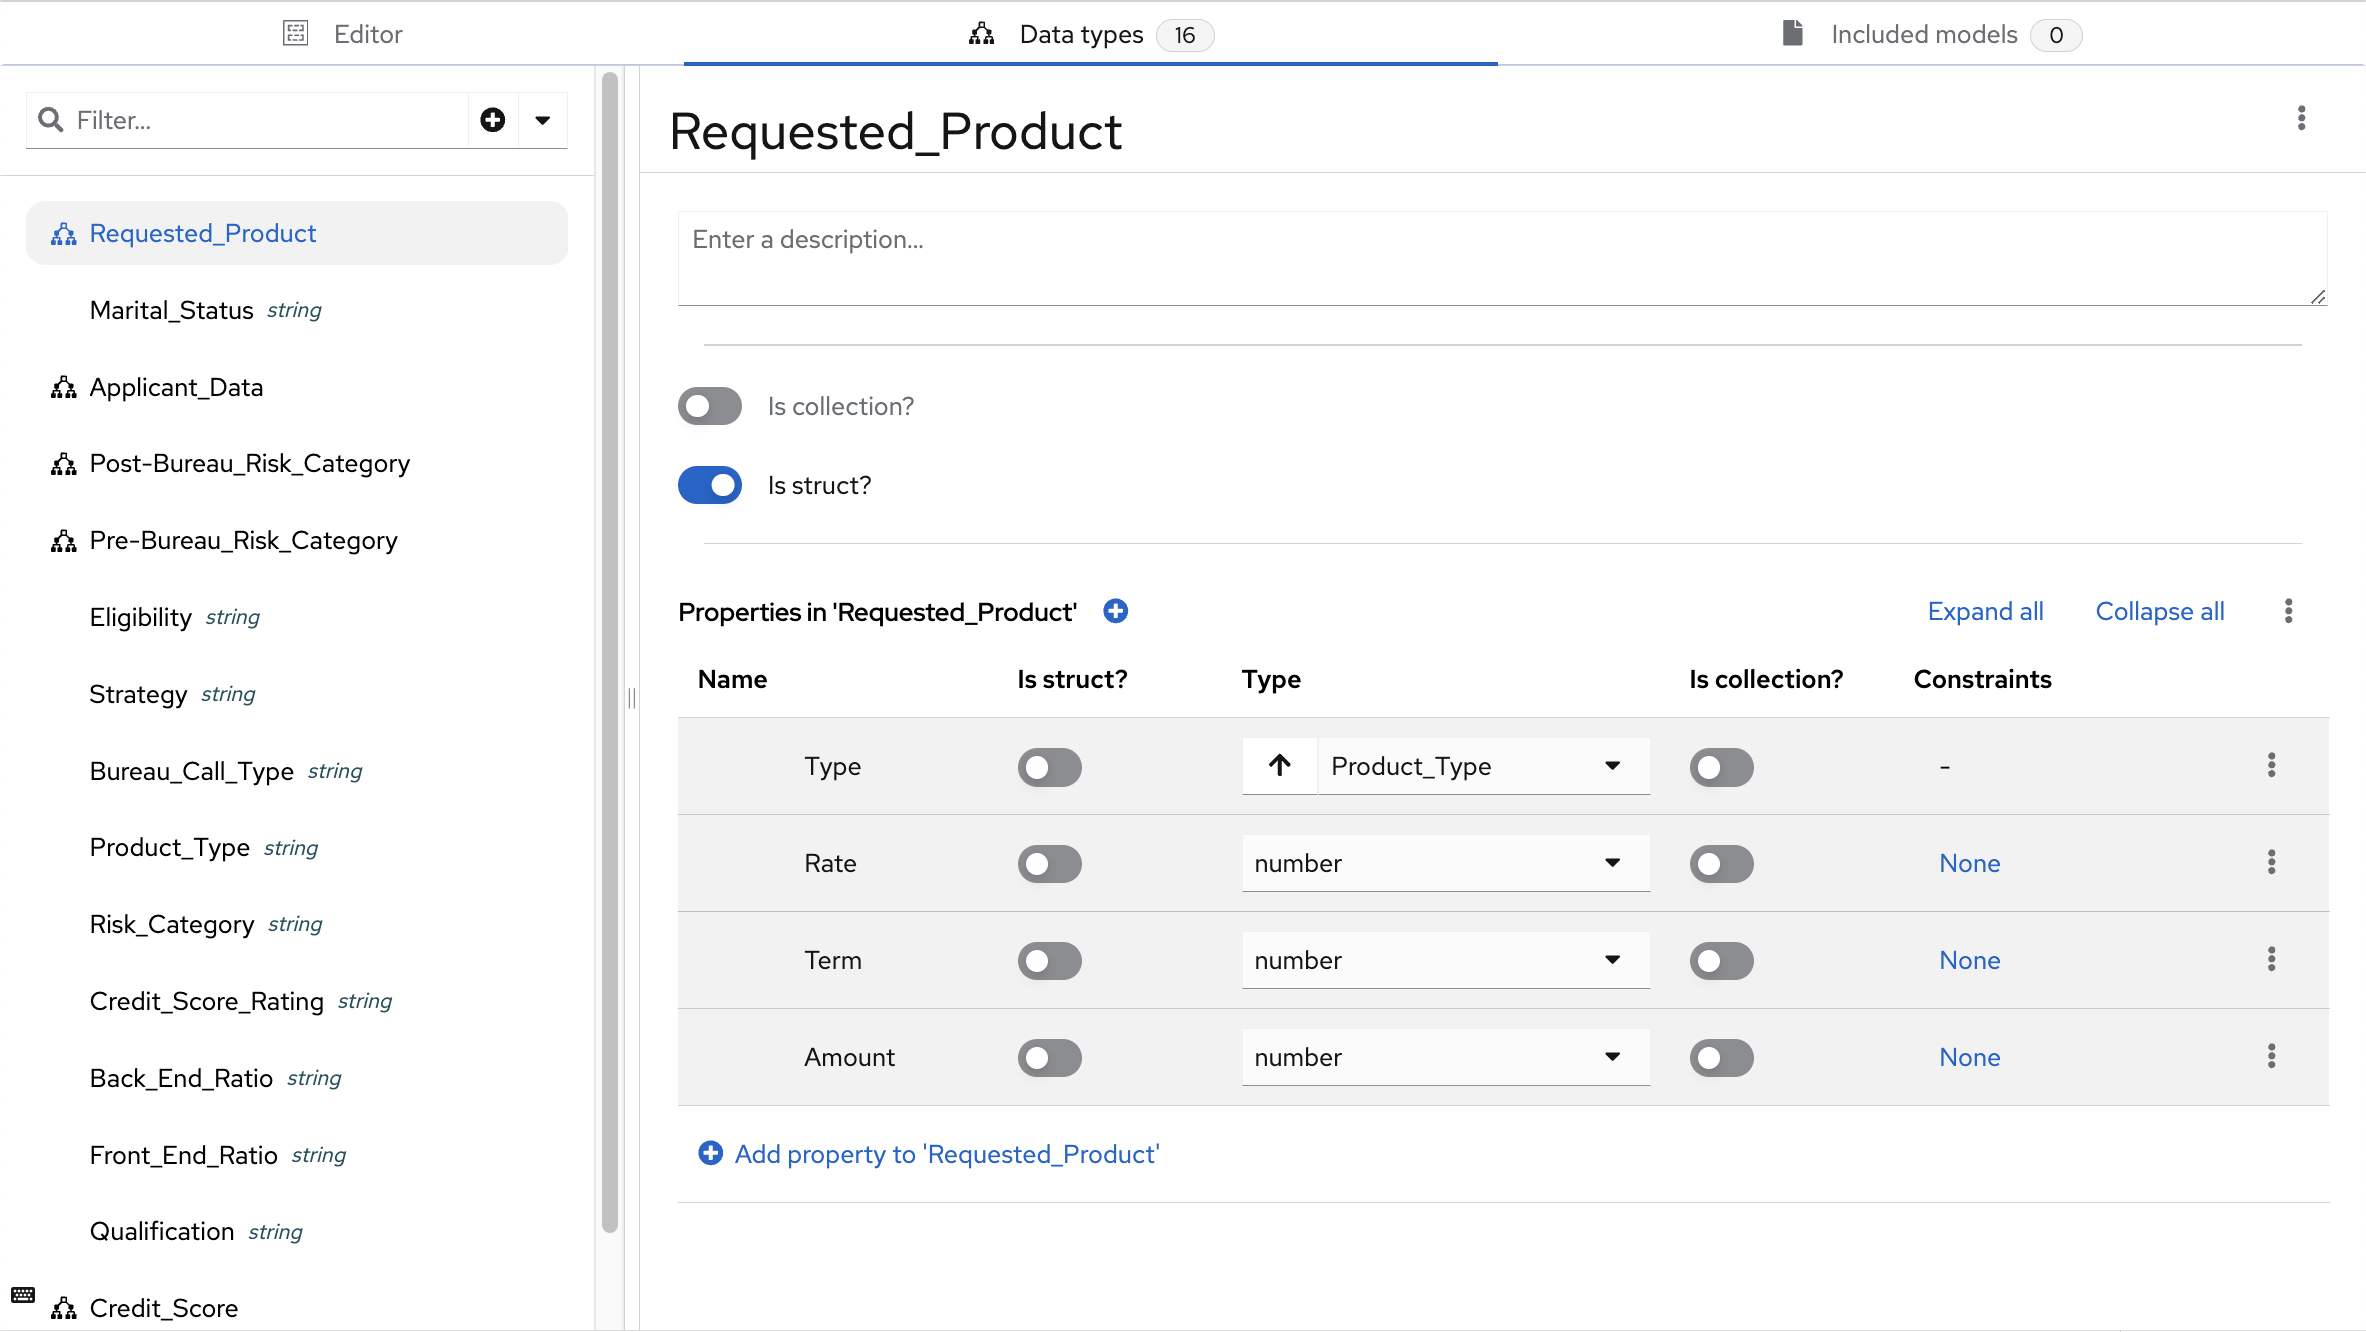 Editor
Data types 16
Included models 0
Filter...
Requested_Product
Marital_Status string
Applicant_Data
Post-Bureau_Risk_Category
Pre-Bureau_Risk_Category
Eligibility string
Strategy string
Bureau_Call_Type string
Product_Type string
Risk_Category string
Credit_Score_Rating string
Back_End_Ratio string
Front_End_Ratio string
Qualification string
Credit_Score
Requested_Product
Enter a description...
Is collection?
Is struct?
Properties in 'Requested_Product'
Expand all Collapse all
Name Is struct? Type Is collection? Constraints
Type Product_Type -
Rate number None
Term number None
Amount number None
Add property to 'Requested_Product'